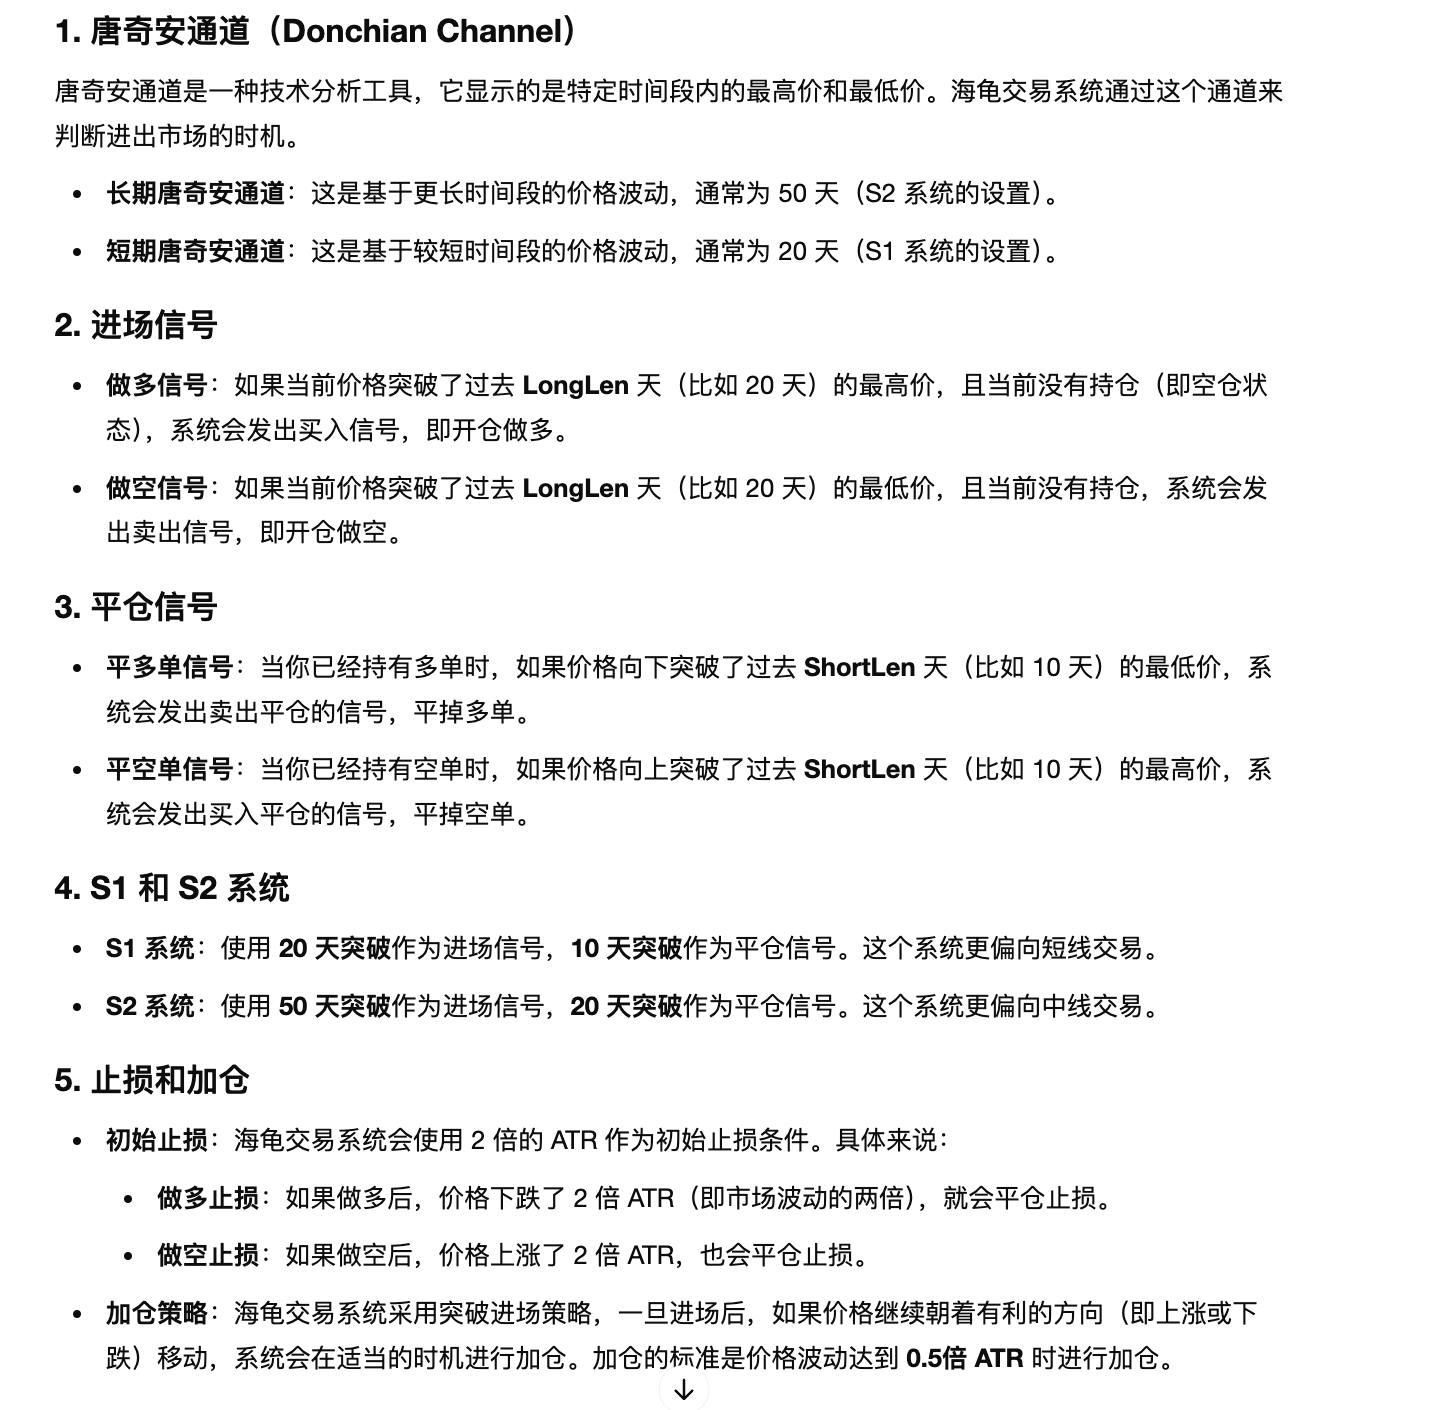 1. 唐奇安通道（Donchian Channel）
唐奇安通道是一种技术分析工具，它显示的是特定时间段内的最高价和最低价。海龟交易系统通过这个通道来
判断进出市场的时机。
• 长期唐奇安通道：这是基于更长时间段的价格波动，通常为 50 天（S2 系统的设置）。
• 短期唐奇安通道：这是基于较短时间段的价格波动，通常为 20 天（S1 系统的设置）。
2. 进场信号
• 做多信号：如果当前价格突破了过去 LongLen 天（比如 20 天）的最高价，且当前没有持仓（即空仓状
态），系统会发出买入信号，即开仓做多。
• 做空信号：如果当前价格突破了过去 LongLen 天（比如 20 天）的最低价，且当前没有持仓，系统会发
出卖出信号，即开仓做空。
3. 平仓信号
• 平多单信号：当你已经持有多单时，如果价格向下突破了过去 ShortLen 天（比如 10 天）的最低价，系
统会发出卖出平仓的信号，平掉多单。
• 平空单信号：当你已经持有空单时，如果价格向上突破了过去 ShortLen 天（比如 10 天）的最高价，系
统会发出买入平仓的信号，平掉空单。
4. S1 和 S2 系统
• S1 系统：使用 20 天突破作为进场信号，10 天突破作为平仓信号。这个系统更偏向短线交易。
• S2 系统：使用 50 天突破作为进场信号，20 天突破作为平仓信号。这个系统更偏向中线交易。
5. 止损和加仓
• 初始止损：海龟交易系统会使用 2 倍的 ATR 作为初始止损条件。具体来说：
• 做多止损：如果做多后，价格下跌了 2 倍 ATR（即市场波动的两倍），就会平仓止损。
• 做空止损：如果做空后，价格上涨了 2 倍 ATR，也会平仓止损。
• 加仓策略：海龟交易系统采用突破进场策略，一旦进场后，如果价格继续朝着有利的方向（即上涨或下
跌）移动，系统会在适当的时机进行加仓。加仓的标准是价格波动达到 0.5倍 ATR 时进行加仓。